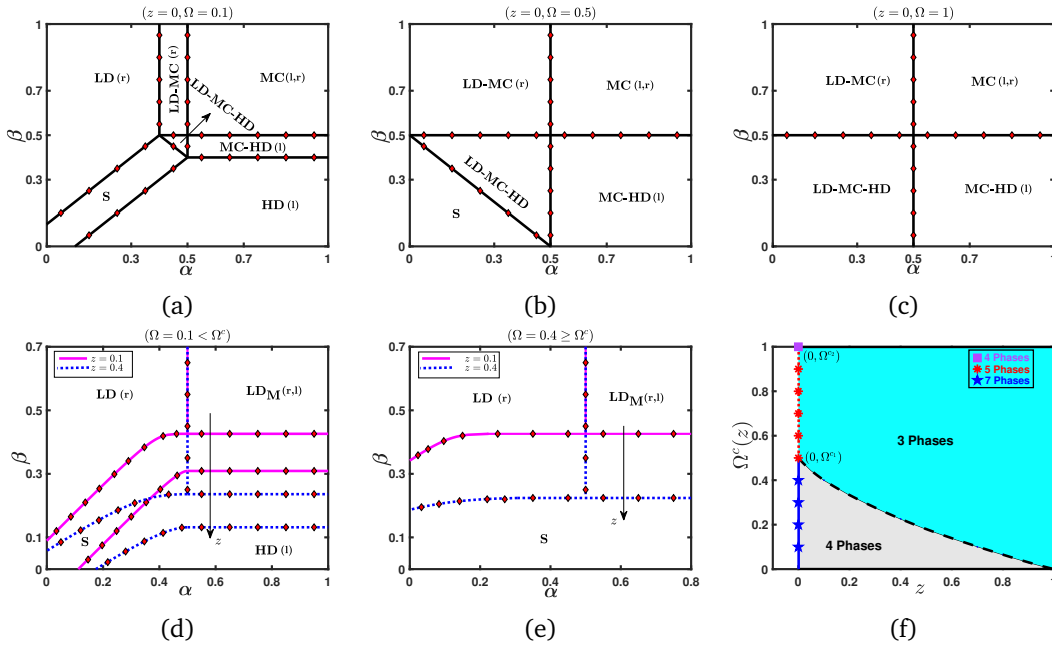 (z = 0, Ω = 0.1)
1
0.7
0.5
0.3
0
β
LD (r)
LD-MC (r)
MC (l,r)
LD-MC-HD
MC-HD (l)
S
HD (l)
0 0.3 0.5 0.7 1
α
(a)
(z = 0, Ω = 0.5)
1
0.7
0.5
0.3
0
β
LD-MC (r)
MC (l,r)
LD-MC-HD
S
MC-HD (l)
0 0.3 0.5 0.7 1
α
(b)
(z = 0, Ω = 1)
1
0.7
0.5
0.3
0
β
LD-MC (r)
MC (l,r)
LD-MC-HD
MC-HD (l)
0 0.3 0.5 0.7 1
α
(c)
(Ω = 0.1 < Ω^c)
z = 0.1
z = 0.4
0.7
0.5
0.3
0.1
0
β
LD (r)
LD_M (r,l)
S
z
HD (l)
0 0.2 0.4 0.6 0.8 1
α
(d)
(Ω = 0.4 ≥ Ω^c)
z = 0.1
z = 0.4
0.7
0.5
0.3
0.1
0
β
LD (r)
LD_M (r,l)
z
S
0 0.2 0.4 0.6 0.8
α
(e)
1
0.8
0.6
0.4
0.2
0
Ω^c(z)
(0, Ω^{c_2})
4 Phases
5 Phases
7 Phases
3 Phases
(0, Ω^{c_1})
4 Phases
0 0.2 0.4 0.6 0.8 1
z
(f)